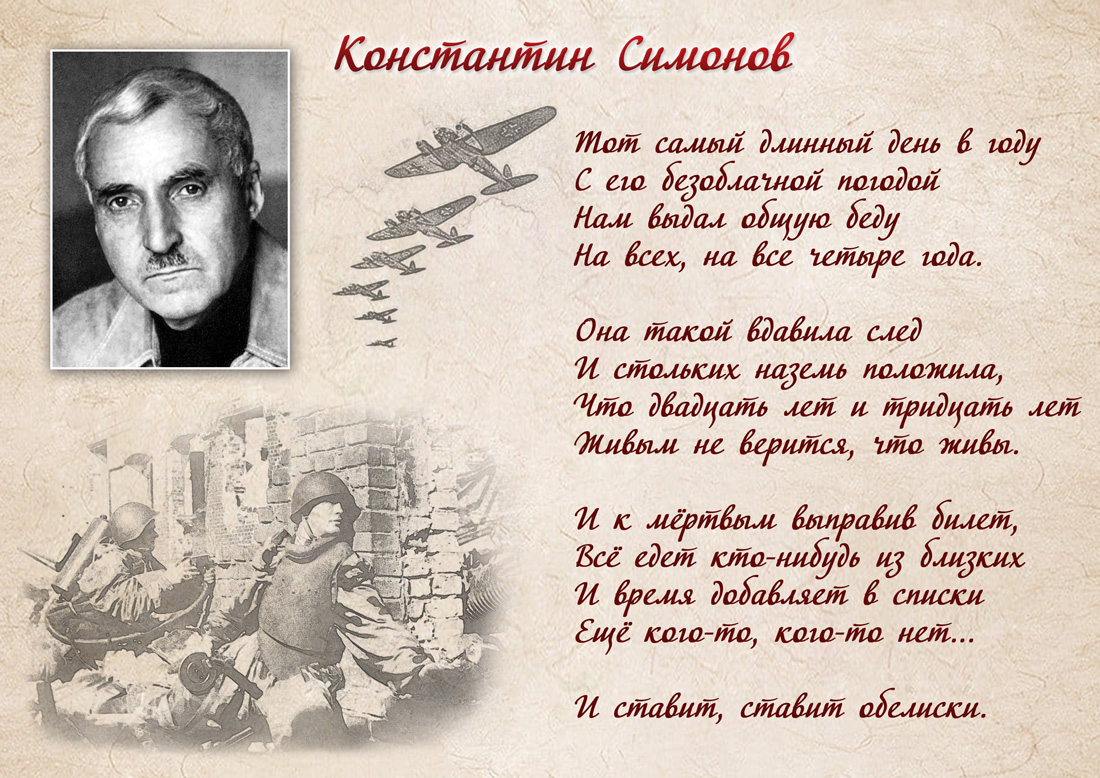 Константин Симонов
Тот самый длинный день в году
С его безоблачной погодой
Нам выдал общую беду
На всех, на все четыре года.
Она такой вдавила след
И стольких наземь положила,
Что двадцать лет и тридцать лет
Живым не верится, что живы.
И к мёртвым выправив билет,
Всё едет кто-нибудь из близких
И время добавляет в списки
Ещё кого-то, кого-то нет...
И ставит, ставит обелиски.